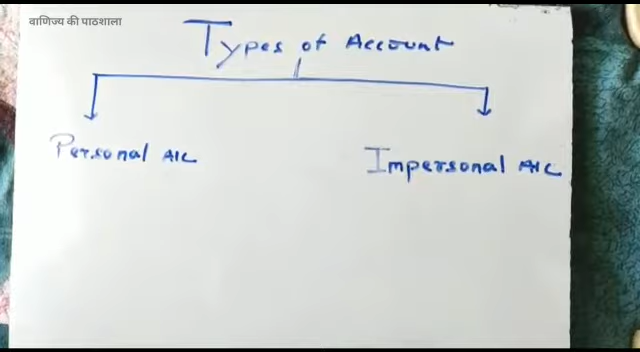 वाणिज्य की पाठशाला
Types of Account
Personal A/C
Impersonal A/C